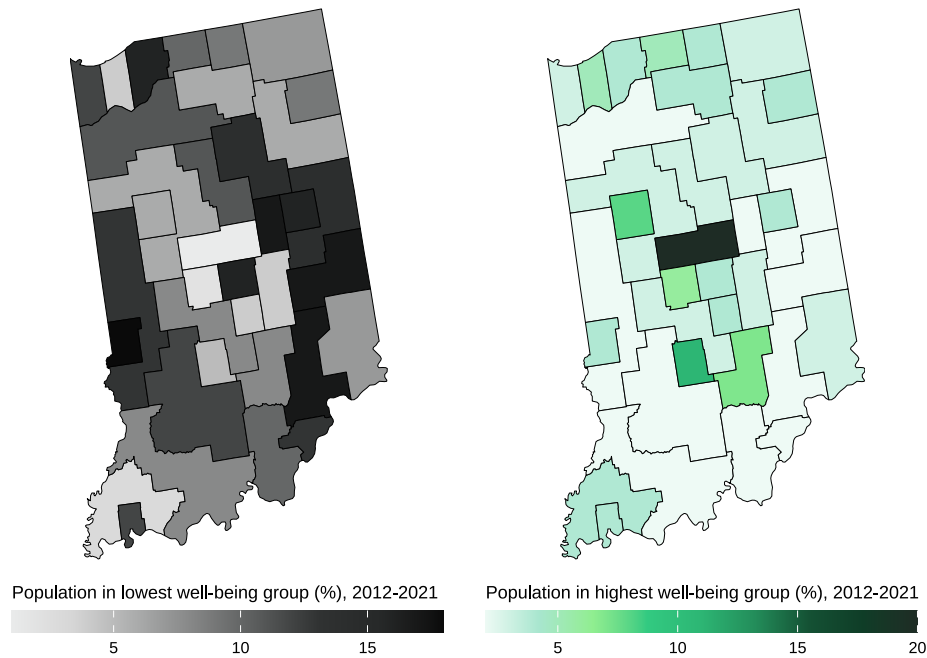 Population in lowest well-being group (%), 2012-2021
5 10 15
Population in highest well-being group (%), 2012-2021
5 10 15 20